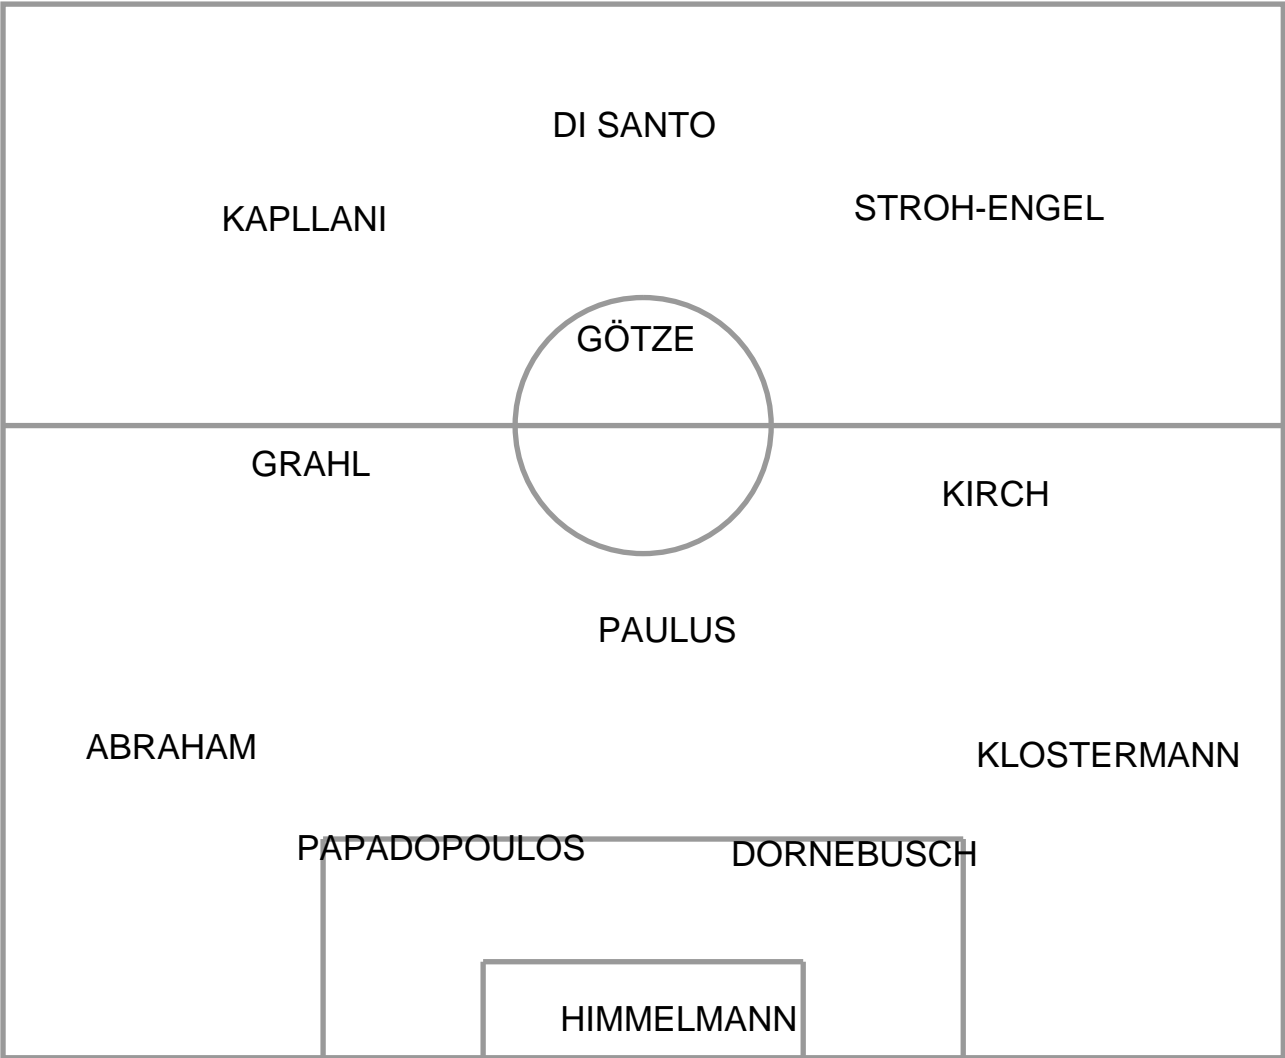 DI SANTO
KAPLLANI
STROH-ENGEL
GÖTZE
GRAHL
KIRCH
PAULUS
ABRAHAM
KLOSTERMANN
PAPADOPOULOS
DORNEBUSCH
HIMMELMANN